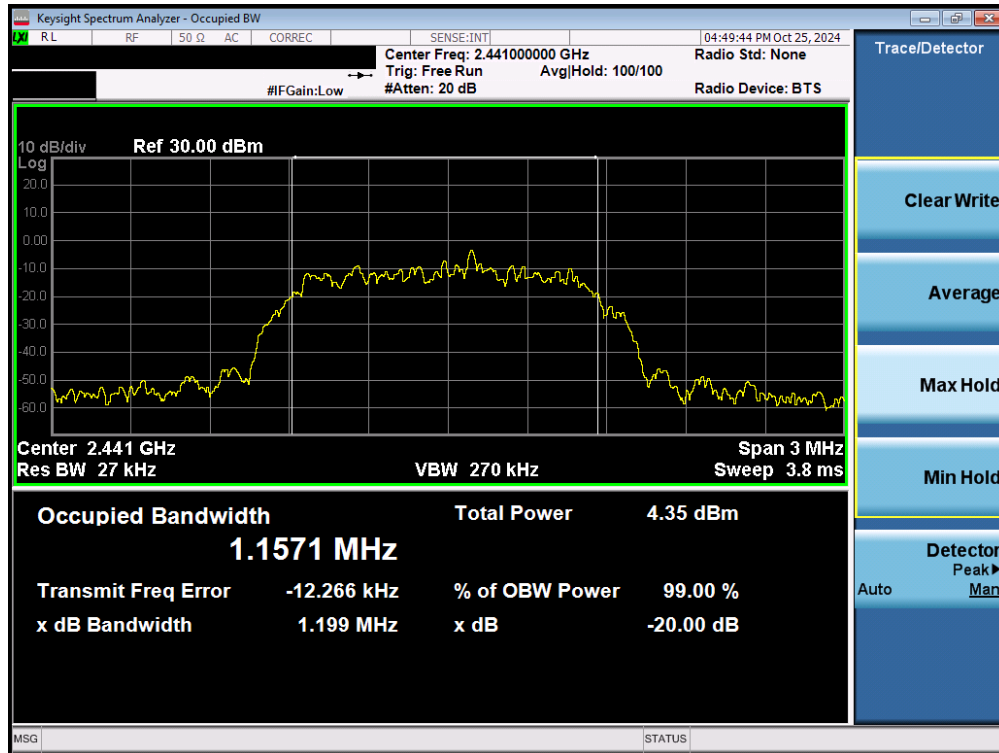 Keysight Spectrum Analyzer - Occupied BW
LXI RL RF 50 Ω AC CORREC SENSE:INT 04:49:44 PM Oct 25, 2024
Center Freq: 2.441000000 GHz Radio Std: None
Trig: Free Run Avg|Hold: 100/100
#IFGain:Low #Atten: 20 dB Radio Device: BTS
Trace/Detector
10 dB/div Ref 30.00 dBm
Log
20.0
10.0
0.00
-10.0
-20.0
-30.0
-40.0
-50.0
-60.0
Center 2.441 GHz Span 3 MHz
Res BW 27 kHz VBW 270 kHz Sweep 3.8 ms
Clear Write
Average
Max Hold
Min Hold
Detector
Peak▶
Auto Man
Occupied Bandwidth Total Power 4.35 dBm
1.1571 MHz
Transmit Freq Error -12.266 kHz % of OBW Power 99.00 %
x dB Bandwidth 1.199 MHz x dB -20.00 dB
MSG STATUS